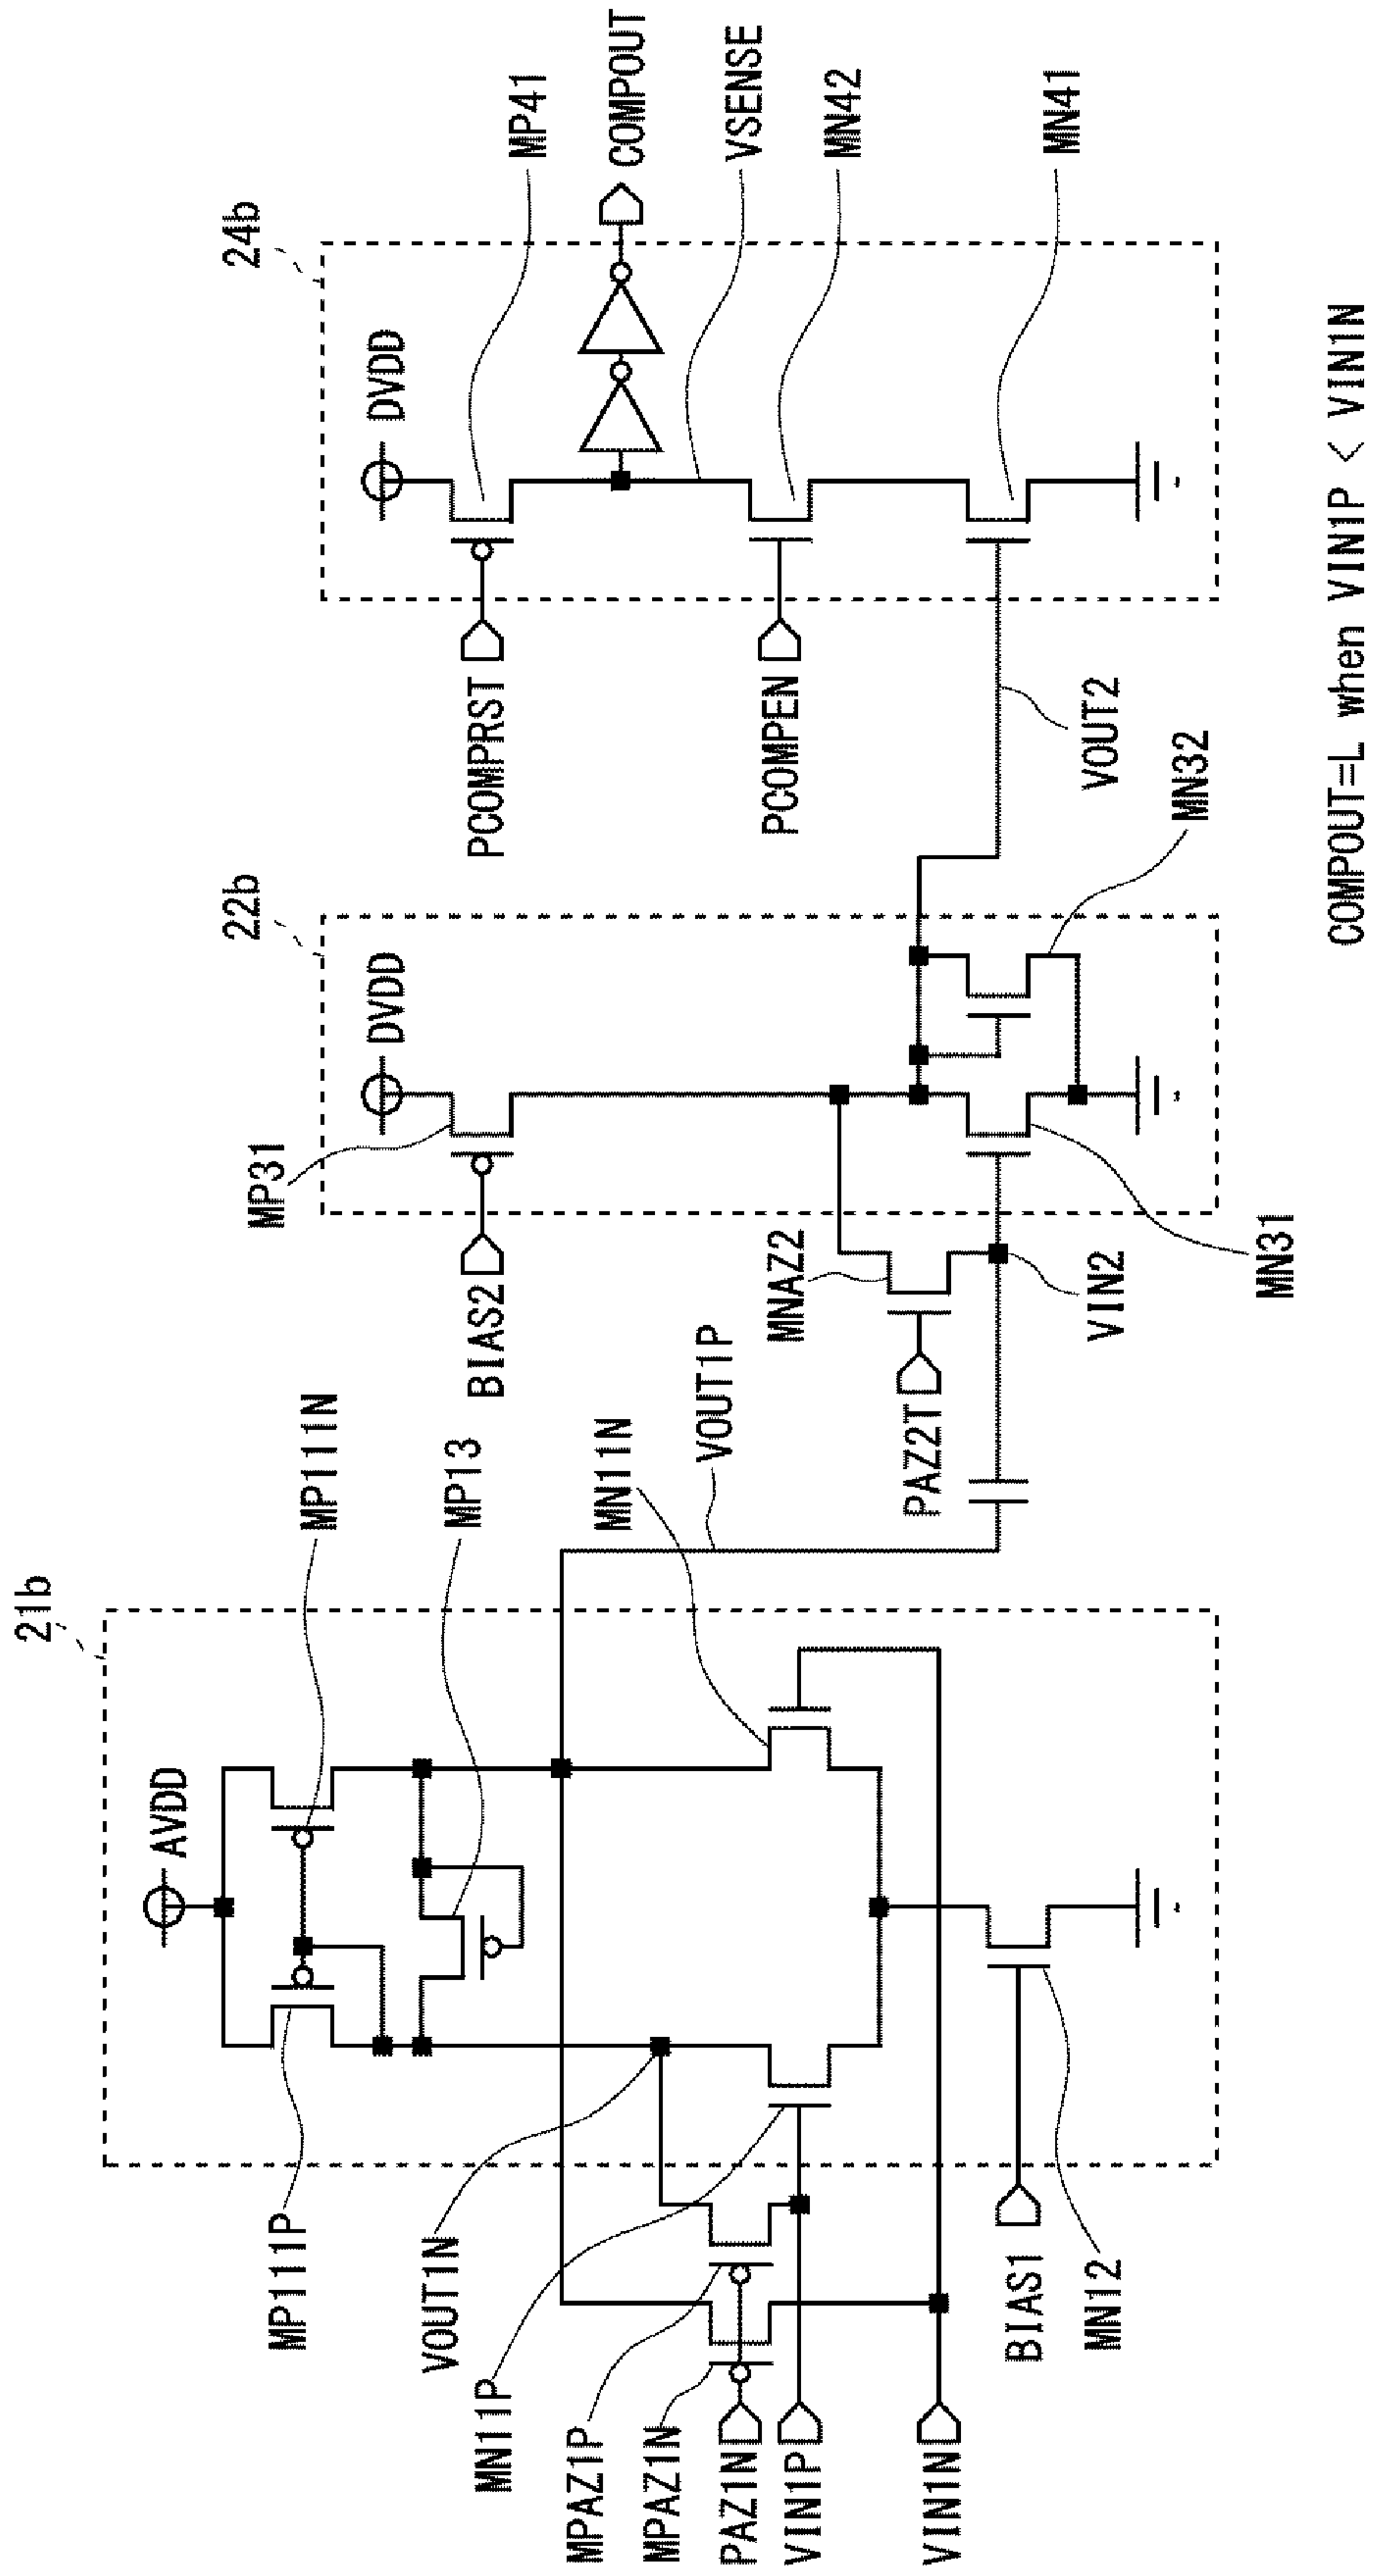 21b
AVDD
MP111N
MP13
MP111P
VOUT1N
MN11P
MPAZ1P
MPAZ1N
PAZ1N
VIN1P
VIN1N
BIAS1
MN12
MN11N
VOUT1P
22b
DVDD
MP31
BIAS2
MNAZ2
PAZ2T
VIN2
MN31
MN32
VOUT2
24b
DVDD
MP41
COMPOUT
VSENSE
MN42
MN41
PCOMPRST
PCOMPEN
COMPOUT=L when VIN1P < VIN1N